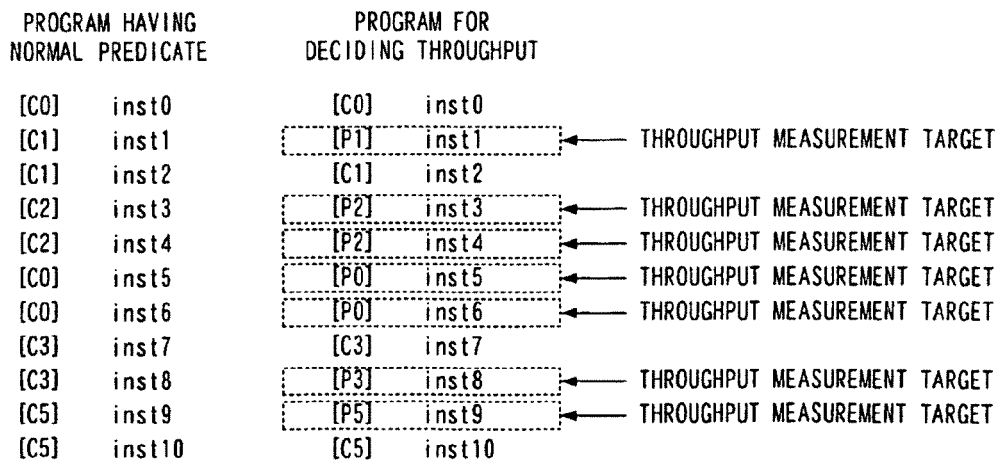 PROGRAM HAVING PROGRAM FOR
NORMAL PREDICATE DECIDING THROUGHPUT
[C0] inst0 [C0] inst0
[C1] inst1 [P1] inst1 THROUGHPUT MEASUREMENT TARGET
[C1] inst2 [C1] inst2
[C2] inst3 [P2] inst3 THROUGHPUT MEASUREMENT TARGET
[C2] inst4 [P2] inst4 THROUGHPUT MEASUREMENT TARGET
[C0] inst5 [P0] inst5 THROUGHPUT MEASUREMENT TARGET
[C0] inst6 [P0] inst6 THROUGHPUT MEASUREMENT TARGET
[C3] inst7 [C3] inst7
[C3] inst8 [P3] inst8 THROUGHPUT MEASUREMENT TARGET
[C5] inst9 [P5] inst9 THROUGHPUT MEASUREMENT TARGET
[C5] inst10 [C5] inst10